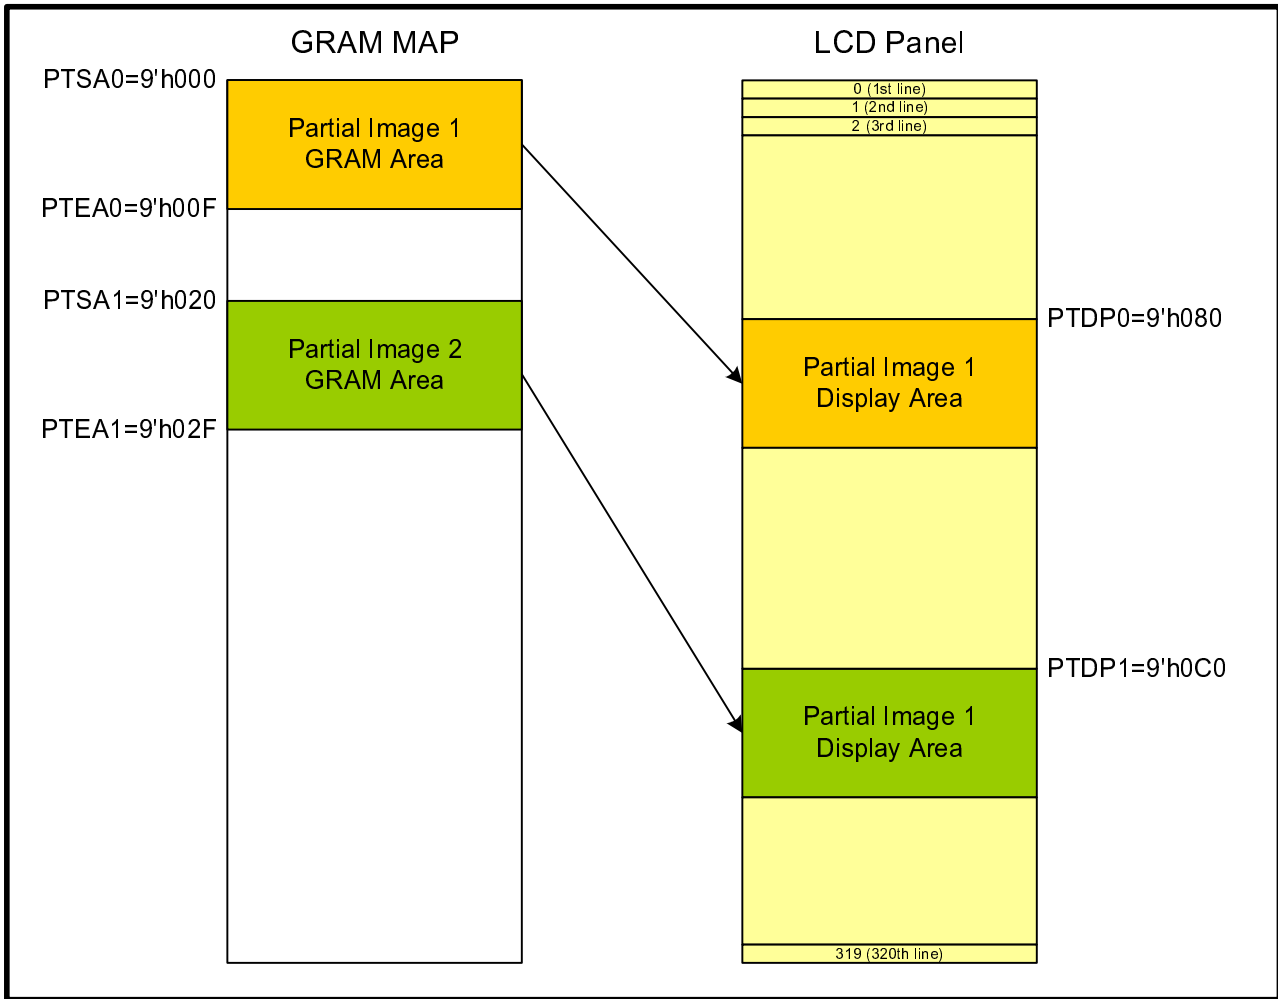 GRAM MAP
LCD Panel
PTSA0=9'h000
Partial Image 1
GRAM Area
PTEA0=9'h00F
PTSA1=9'h020
Partial Image 2
GRAM Area
PTEA1=9'h02F
0 (1st line)
1 (2nd line)
2 (3rd line)
PTDP0=9'h080
Partial Image 1
Display Area
PTDP1=9'h0C0
Partial Image 1
Display Area
319 (320th line)